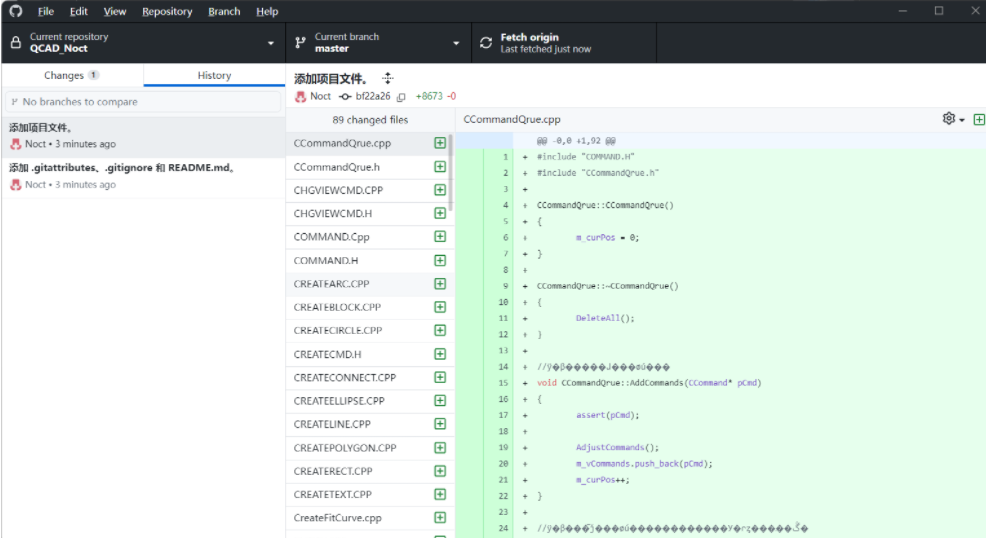 File Edit View Repository Branch Help
Current repository
QCAD_Noct
Current branch
master
Fetch origin
Last fetched just now
Changes 1
History
No branches to compare
添加项目文件。
Noct • 3 minutes ago
添加 .gitattributes、.gitignore 和 README.md。
Noct • 3 minutes ago
添加项目文件。
Noct bf22a26 +8673 -0
89 changed files
CCommandQrue.cpp
CCommandQrue.h
CHGVIEWCMD.CPP
CHGVIEWCMD.H
COMMAND.Cpp
COMMAND.H
CREATEARC.CPP
CREATEBLOCK.CPP
CREATECIRCLE.CPP
CREATECMD.H
CREATECONNECT.CPP
CREATEELLIPSE.CPP
CREATELINE.CPP
CREATEPOLYGON.CPP
CREATERECT.CPP
CREATETEXT.CPP
CreateFitCurve.cpp
CCommandQrue.cpp
@@ -0,0 +1,92 @@
1 + #include "COMMAND.H"
2 + #include "CCommandQrue.h"
3 +
4 + CCommandQrue::CCommandQrue()
5 + {
6 + m_curPos = 0;
7 + }
8 +
9 + CCommandQrue::~CCommandQrue()
10 + {
11 + DeleteAll();
12 + }
13 +
14 + //
15 + void CCommandQrue::AddCommands(CCommand* pCmd)
16 + {
17 + assert(pCmd);
18 +
19 + AdjustCommands();
20 + m_vCommands.push_back(pCmd);
21 + m_curPos++;
22 + }
23 +
24 + //